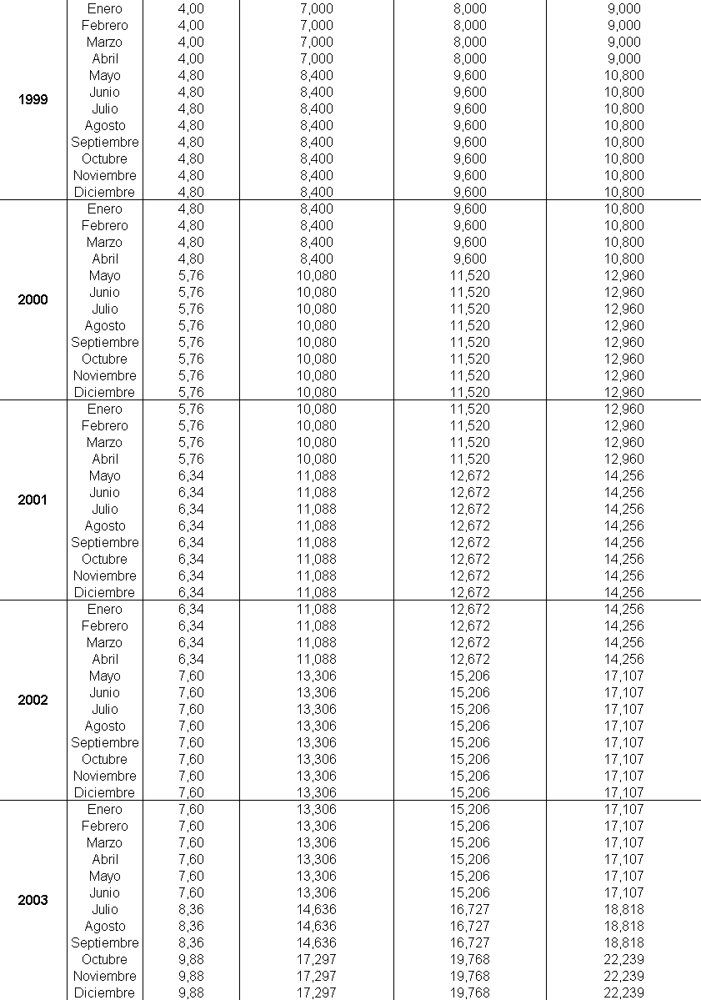 Enero 4,00 7,000 8,000 9,000
Febrero 4,00 7,000 8,000 9,000
Marzo 4,00 7,000 8,000 9,000
Abril 4,00 7,000 8,000 9,000
Mayo 4,80 8,400 9,600 10,800
Junio 4,80 8,400 9,600 10,800
1999 Julio 4,80 8,400 9,600 10,800
Agosto 4,80 8,400 9,600 10,800
Septiembre 4,80 8,400 9,600 10,800
Octubre 4,80 8,400 9,600 10,800
Noviembre 4,80 8,400 9,600 10,800
Diciembre 4,80 8,400 9,600 10,800
Enero 4,80 8,400 9,600 10,800
Febrero 4,80 8,400 9,600 10,800
Marzo 4,80 8,400 9,600 10,800
Abril 4,80 8,400 9,600 10,800
Mayo 5,76 10,080 11,520 12,960
Junio 5,76 10,080 11,520 12,960
2000 Julio 5,76 10,080 11,520 12,960
Agosto 5,76 10,080 11,520 12,960
Septiembre 5,76 10,080 11,520 12,960
Octubre 5,76 10,080 11,520 12,960
Noviembre 5,76 10,080 11,520 12,960
Diciembre 5,76 10,080 11,520 12,960
Enero 5,76 10,080 11,520 12,960
Febrero 5,76 10,080 11,520 12,960
Marzo 5,76 10,080 11,520 12,960
Abril 5,76 10,080 11,520 12,960
Mayo 6,34 11,088 12,672 14,256
Junio 6,34 11,088 12,672 14,256
2001 Julio 6,34 11,088 12,672 14,256
Agosto 6,34 11,088 12,672 14,256
Septiembre 6,34 11,088 12,672 14,256
Octubre 6,34 11,088 12,672 14,256
Noviembre 6,34 11,088 12,672 14,256
Diciembre 6,34 11,088 12,672 14,256
Enero 6,34 11,088 12,672 14,256
Febrero 6,34 11,088 12,672 14,256
Marzo 6,34 11,088 12,672 14,256
Abril 6,34 11,088 12,672 14,256
Mayo 7,60 13,306 15,206 17,107
Junio 7,60 13,306 15,206 17,107
2002 Julio 7,60 13,306 15,206 17,107
Agosto 7,60 13,306 15,206 17,107
Septiembre 7,60 13,306 15,206 17,107
Octubre 7,60 13,306 15,206 17,107
Noviembre 7,60 13,306 15,206 17,107
Diciembre 7,60 13,306 15,206 17,107
Enero 7,60 13,306 15,206 17,107
Febrero 7,60 13,306 15,206 17,107
Marzo 7,60 13,306 15,206 17,107
Abril 7,60 13,306 15,206 17,107
Mayo 7,60 13,306 15,206 17,107
Junio 7,60 13,306 15,206 17,107
2003 Julio 8,36 14,636 16,727 18,818
Agosto 8,36 14,636 16,727 18,818
Septiembre 8,36 14,636 16,727 18,818
Octubre 9,88 17,297 19,768 22,239
Noviembre 9,88 17,297 19,768 22,239
Diciembre 9,88 17,297 19,768 22,239